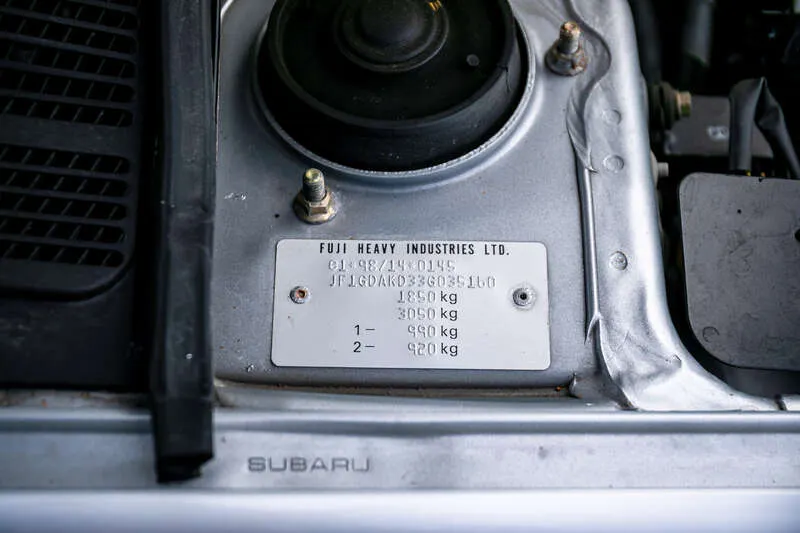 FUJI HEAVY INDUSTRIES LTD.
e1*98/14*0145
JF1GDAKD33G035160
1850 kg
3050 kg
1- 990 kg
2- 920 kg
SUBARU